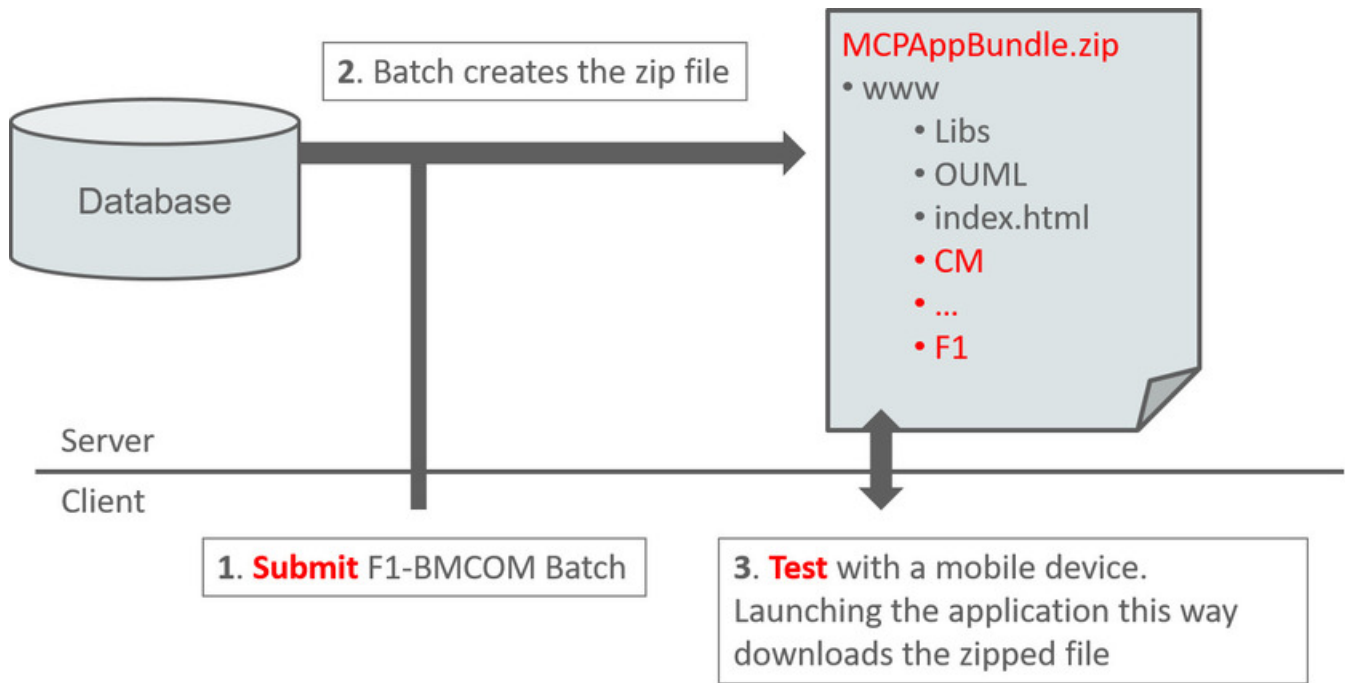 2. Batch creates the zip file
MCPAppBundle.zip
• www
• Libs
• OUML
• index.html
• CM
• ...
• F1
Database
Server
Client
1. Submit F1-BMCOM Batch
3. Test with a mobile device.
Launching the application this way
downloads the zipped file